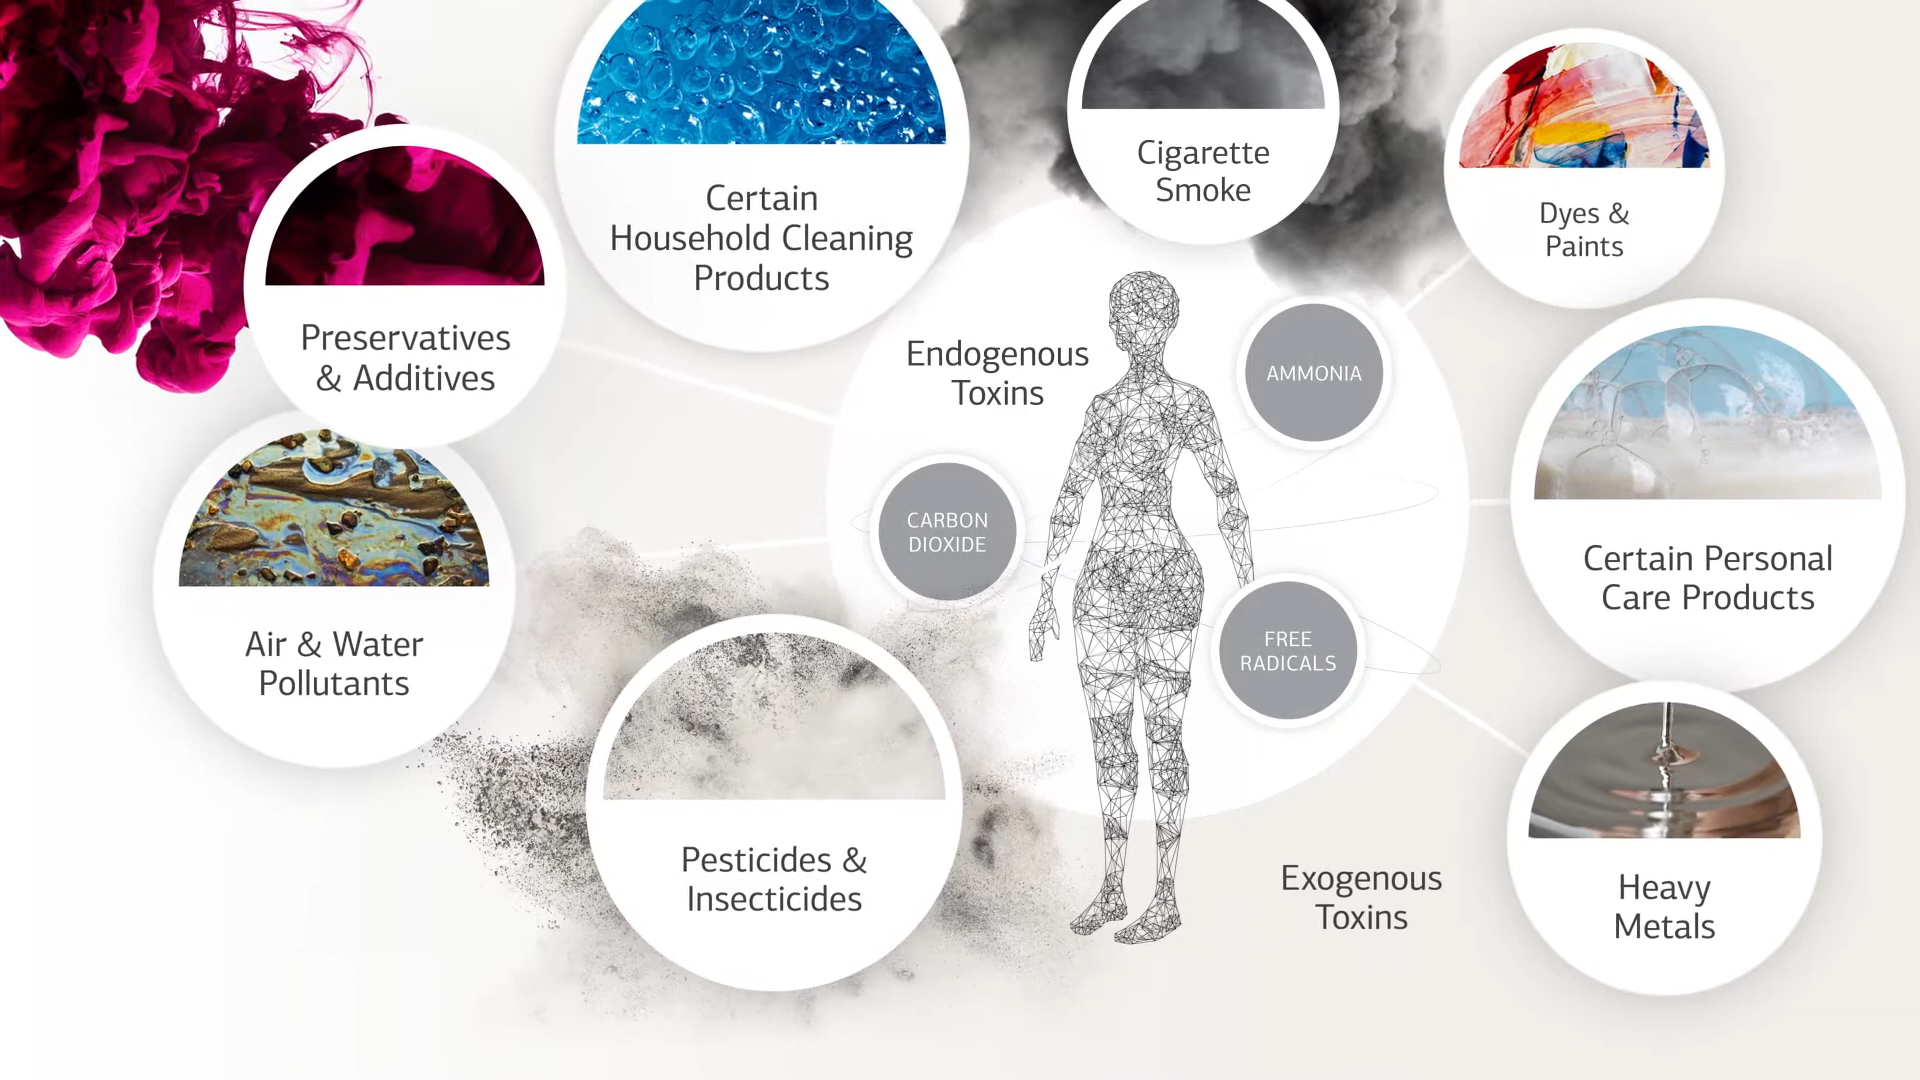 Certain
Household Cleaning
Products
Cigarette
Smoke
Dyes &
Paints
Preservatives
& Additives
Endogenous
Toxins
AMMONIA
CARBON
DIOXIDE
FREE
RADICALS
Certain Personal
Care Products
Air & Water
Pollutants
Pesticides &
Insecticides
Exogenous
Toxins
Heavy
Metals